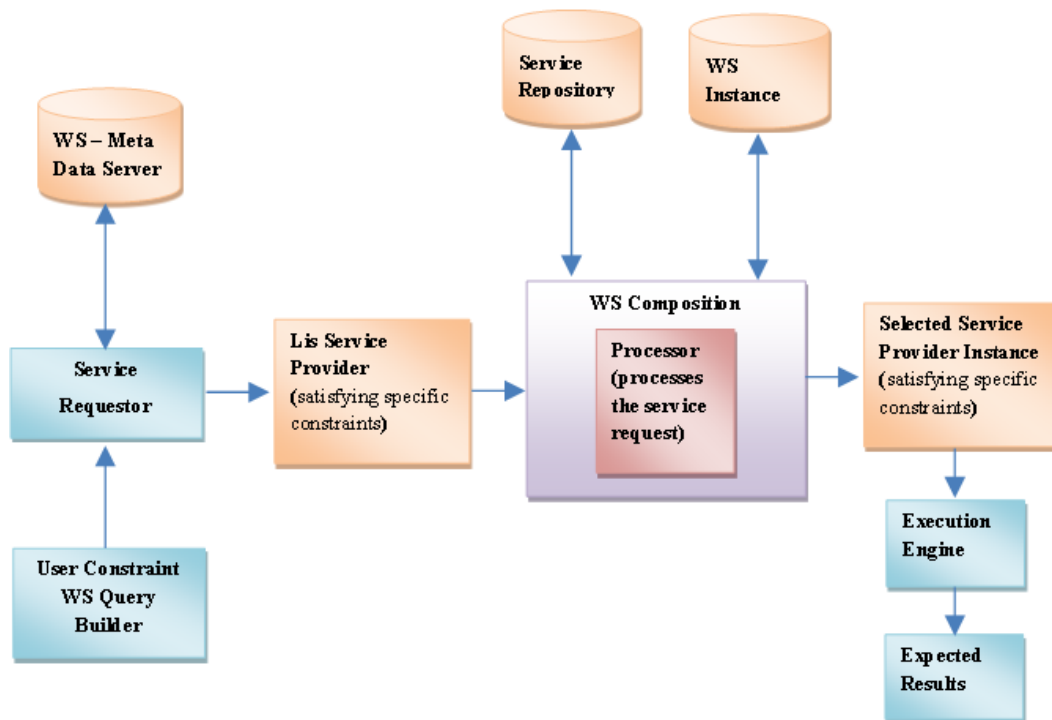 Service
Repository
WS
Instance
WS – Meta
Data Server
WS Composition
Service
Requestor
Lis Service
Provider
(satisfying specific
constraints)
Processor
(processes
the service
request)
Selected Service
Provider Instance
(satisfying specific
constraints)
User Constraint
WS Query
Builder
Execution
Engine
Expected
Results